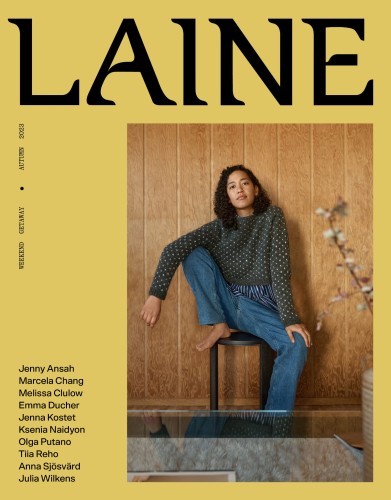 LAINE
WEEKEND GETAWAY • AUTUMN 2023
Jenny Ansah
Marcela Chang
Melissa Clulow
Emma Ducher
Jenna Kostet
Ksenia Naidyon
Olga Putano
Tiia Reho
Anna Sjösvärd
Julia Wilkens